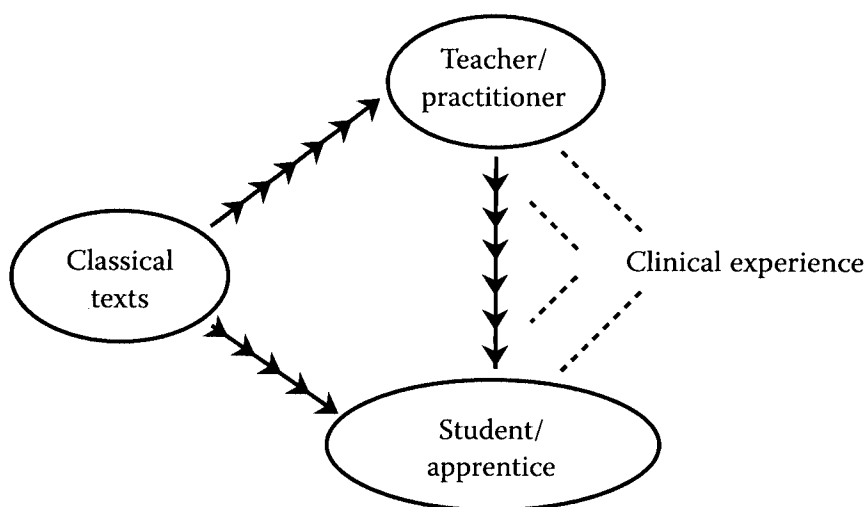 Teacher/
practitioner
Classical
texts
Clinical experience
Student/
apprentice